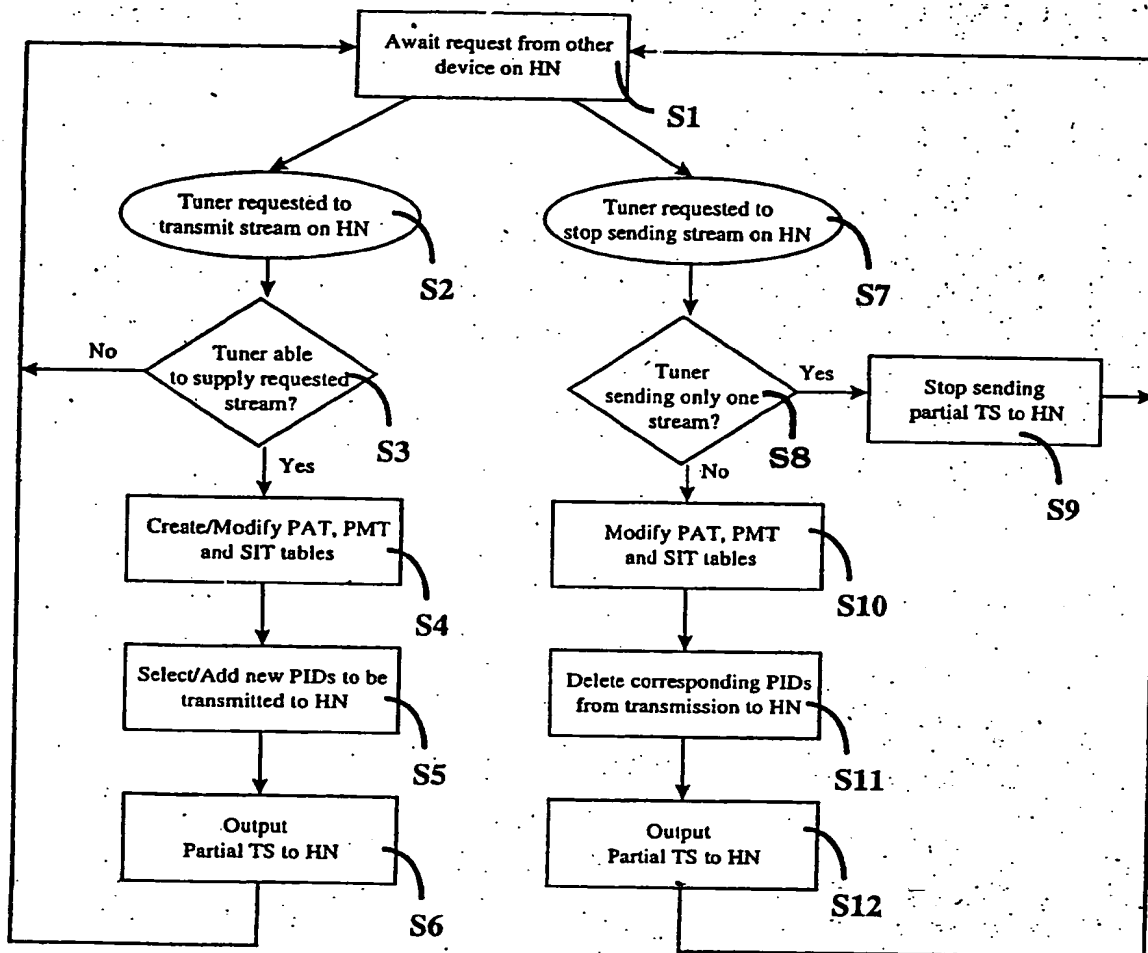 Await request from other
device on HN
S1
Tuner requested to
transmit stream on HN
S2
Tuner requested to
stop sending stream on HN
S7
No
Tuner able
to supply requested
stream?
S3
Yes
Tuner
sending only one
stream?
S8
Yes
Stop sending
partial TS to HN
S9
No
Create/Modify PAT, PMT
and SIT tables
S4
Modify PAT, PMT
and SIT tables
S10
Select/Add new PIDs to be
transmitted to HN
S5
Delete corresponding PIDs
from transmission to HN
S11
Output
Partial TS to HN
S6
Output
Partial TS to HN
S12